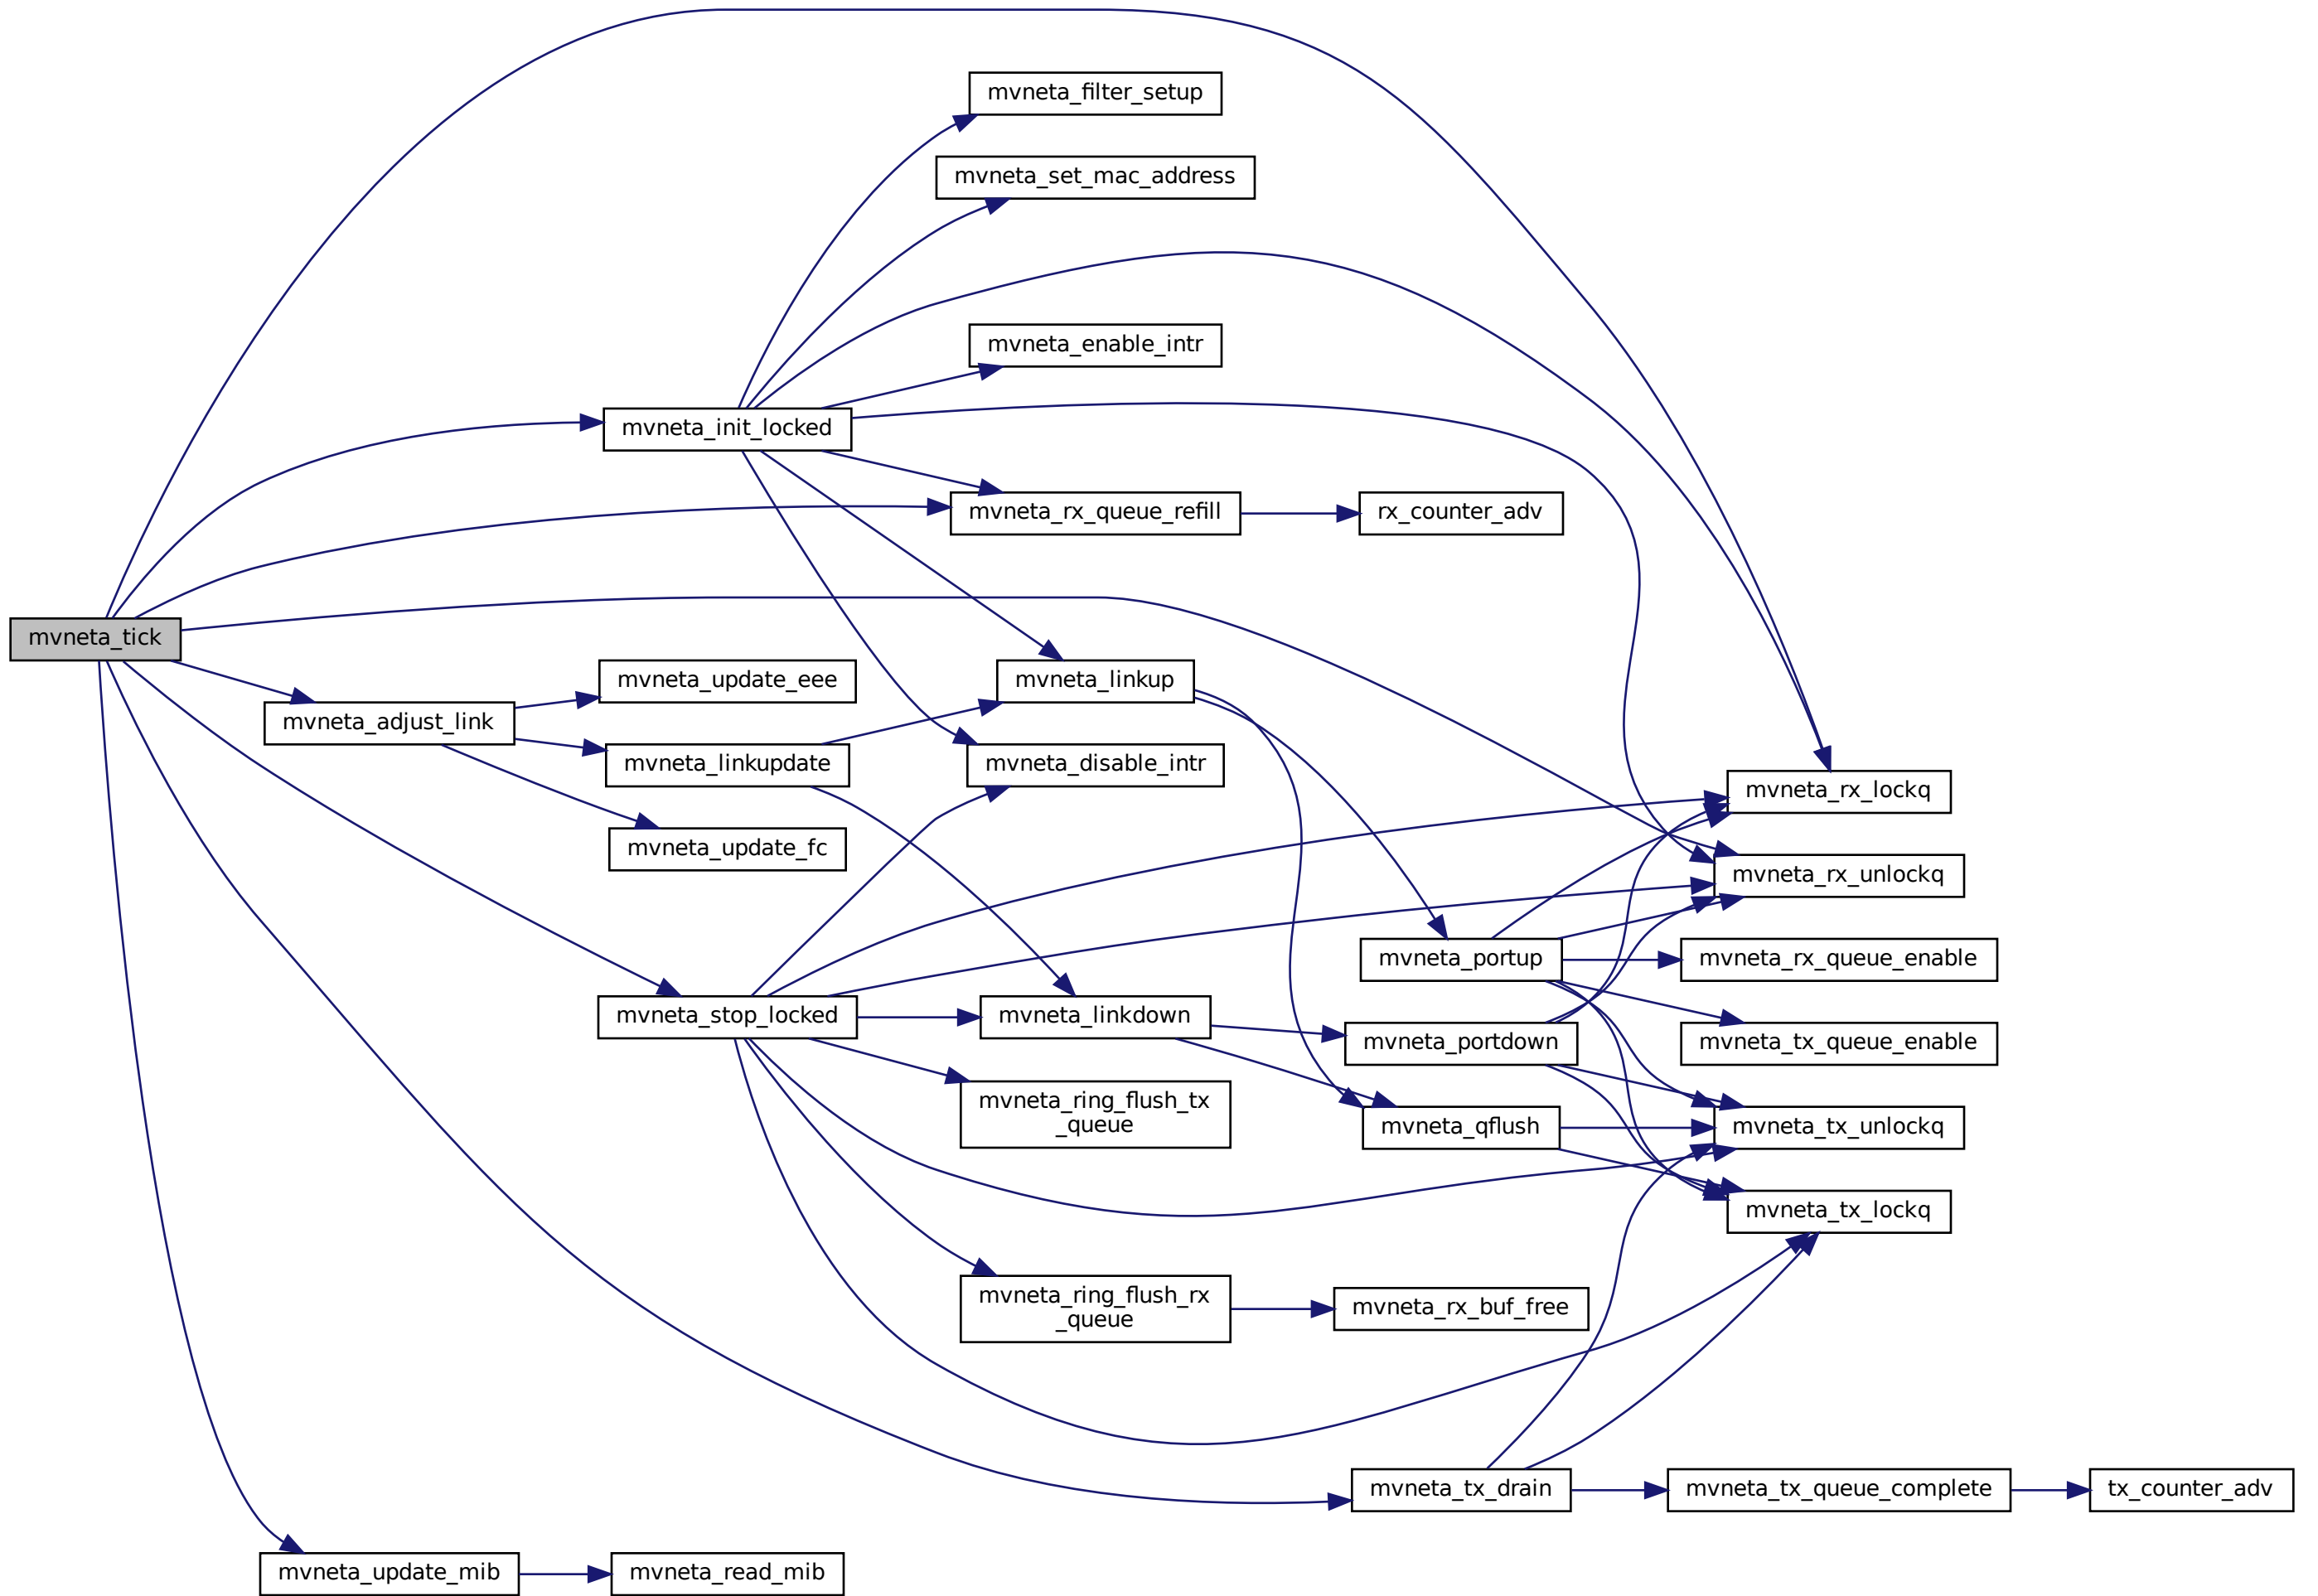 mvneta_filter_setup
mvneta_set_mac_address
mvneta_enable_intr
mvneta_init_locked
mvneta_rx_queue_refill
rx_counter_adv
mvneta_tick
mvneta_update_eee
mvneta_linkup
mvneta_adjust_link
mvneta_linkupdate
mvneta_disable_intr
mvneta_rx_lockq
mvneta_update_fc
mvneta_rx_unlockq
mvneta_portup
mvneta_rx_queue_enable
mvneta_stop_locked
mvneta_linkdown
mvneta_portdown
mvneta_tx_queue_enable
mvneta_ring_flush_tx
_queue
mvneta_qflush
mvneta_tx_unlockq
mvneta_tx_lockq
mvneta_ring_flush_rx
_queue
mvneta_rx_buf_free
mvneta_tx_drain
mvneta_tx_queue_complete
tx_counter_adv
mvneta_update_mib
mvneta_read_mib